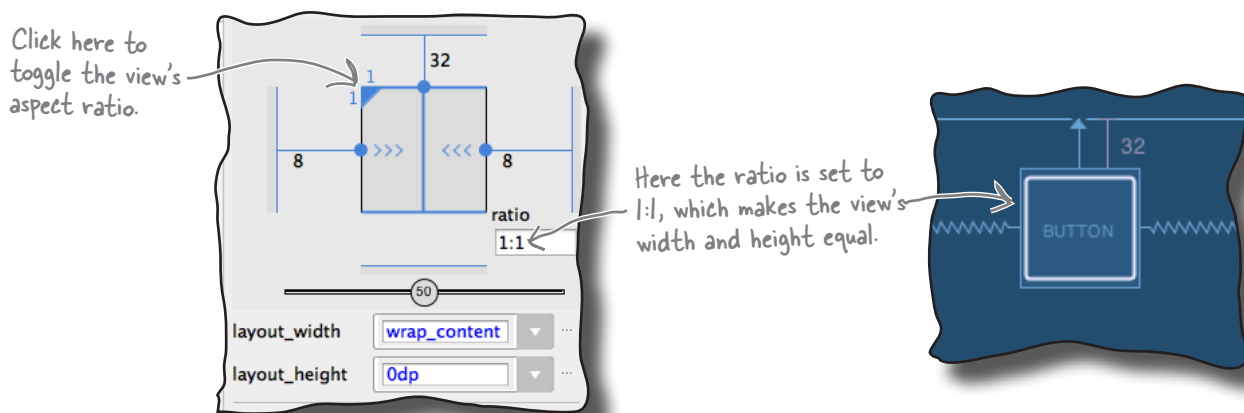 Click here to
toggle the view's
aspect ratio.
32
1
1
8
>>>
<<<
8
ratio
1:1
50
layout_width
wrap_content
...
layout_height
0dp
...
Here the ratio is set to
1:1, which makes the view's
width and height equal.
32
BUTTON